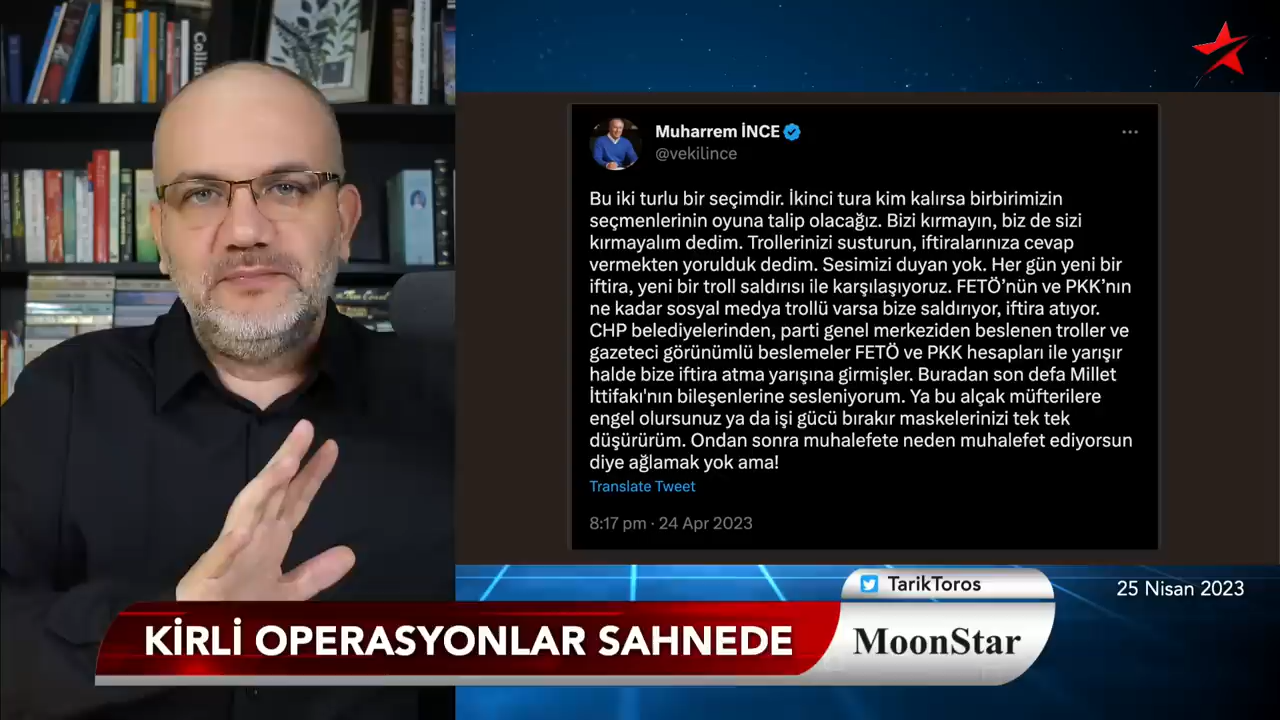 Collin
Muharrem İNCE
@vekilince
Bu iki turlu bir seçimdir. İkinci tura kim kalırsa birbirimizin
seçmenlerinin oyuna talip olacağız. Bizi kırmayın, biz de sizi
kırmayalım dedim. Trollerinizi susturun, iftiralarınıza cevap
vermekten yorulduk dedim. Sesimizi duyan yok. Her gün yeni bir
iftira, yeni bir troll saldırısı ile karşılaşıyoruz. FETÖ’nün ve PKK’nın
ne kadar sosyal medya trollü varsa bize saldırıyor, iftira atıyor.
CHP belediyelerinden, parti genel merkeziden beslenen troller ve
gazeteci görünümlü beslemeler FETÖ ve PKK hesapları ile yarışır
halde bize iftira atma yarışına girmişler. Buradan son defa Millet
İttifakı'nın bileşenlerine sesleniyorum. Ya bu alçak müfterilere
engel olursunuz ya da işi gücü bırakır maskelerinizi tek tek
düşürürüm. Ondan sonra muhalefete neden muhalefet ediyorsun
diye ağlamak yok ama!
Translate Tweet
8:17 pm · 24 Apr 2023
TarikToros
25 Nisan 2023
KİRLİ OPERASYONLAR SAHNEDE
MoonStar